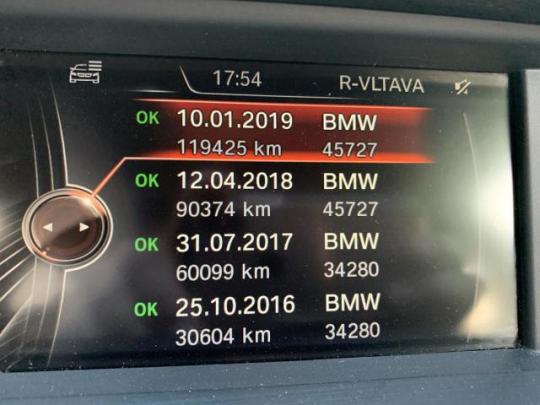 17:54 R-VLTAVA
OK 10.01.2019 BMW
119425 km 45727
OK 12.04.2018 BMW
90374 km 45727
OK 31.07.2017 BMW
60099 km 34280
OK 25.10.2016 BMW
30604 km 34280